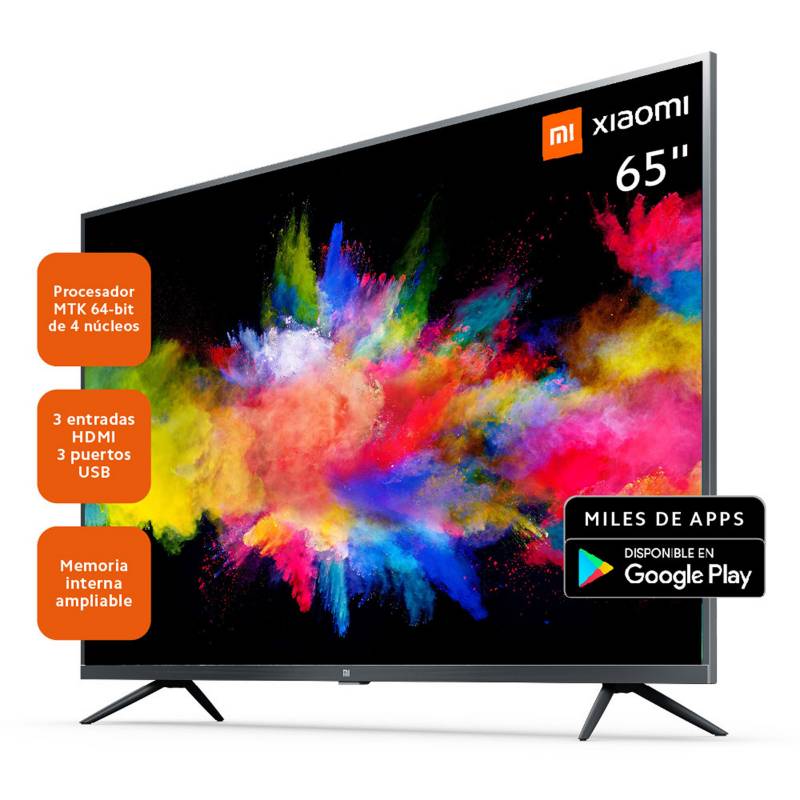 mi xiaomi
65"
Procesador
MTK 64-bit
de 4 núcleos
3 entradas
HDMI
3 puertos
USB
Memoria
interna
ampliable
MILES DE APPS
DISPONIBLE EN
Google Play
mi